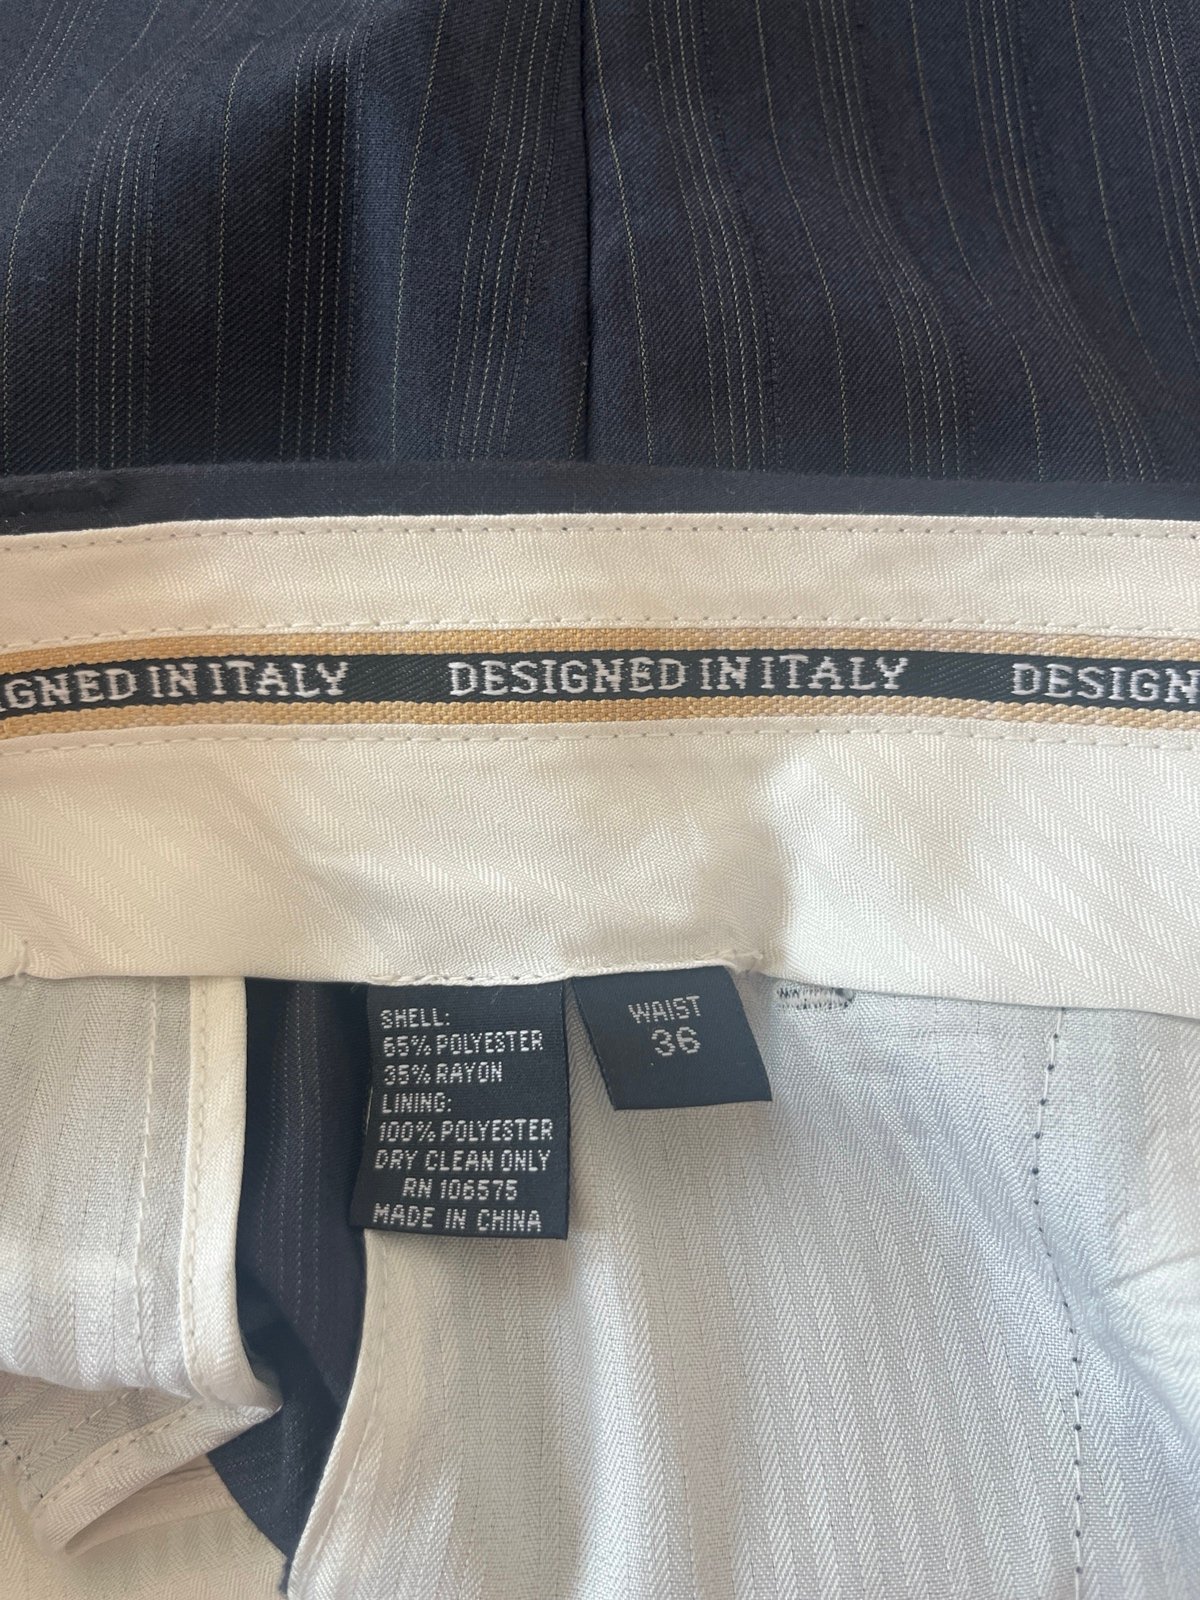 IGNED IN ITALY DESIGNED IN ITALY DESIGN
SHELL:
65% POLYESTER
35% RAYON
LINING:
100% POLYESTER
DRY CLEAN ONLY
RN 106575
MADE IN CHINA
WAIST
36